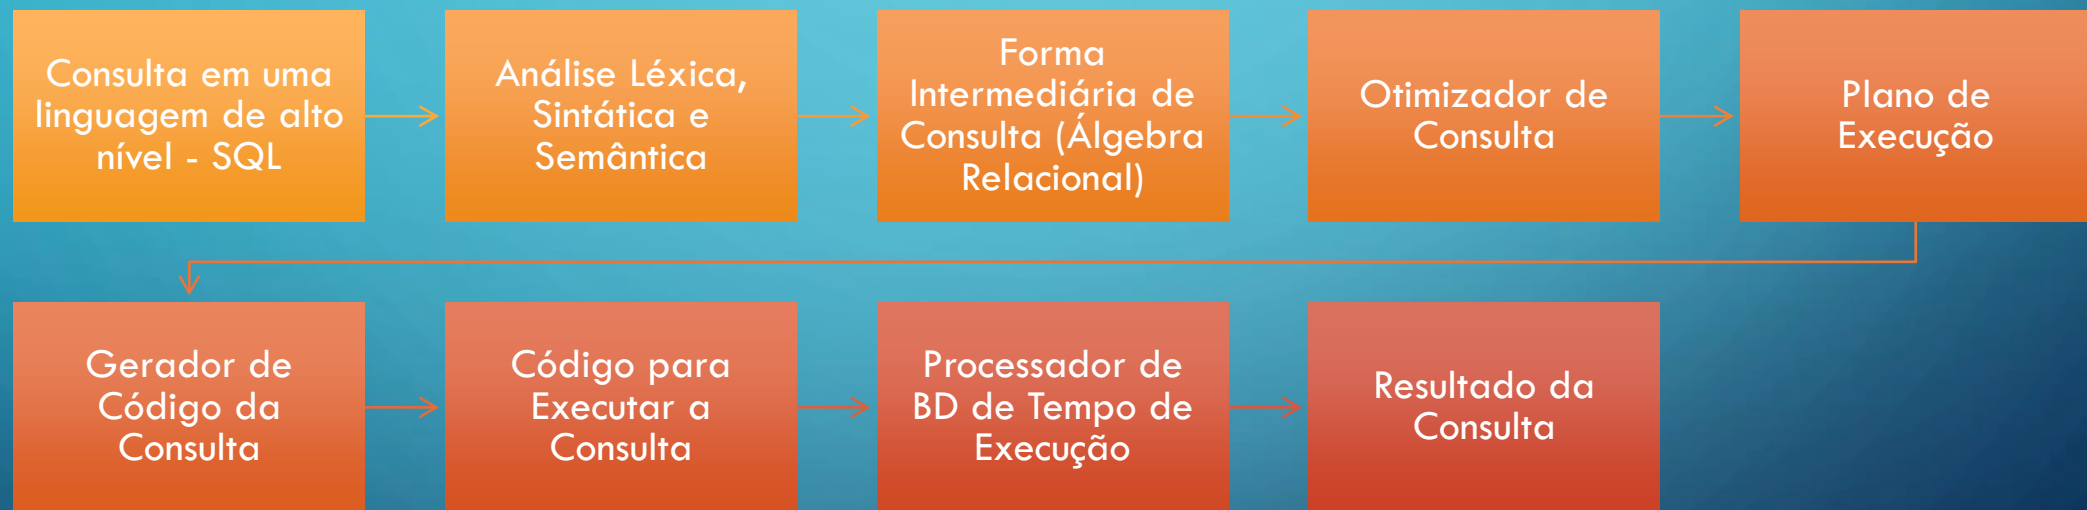 Consulta em uma
linguagem de alto
nível - SQL
Análise Léxica,
Sintática e
Semântica
Forma
Intermediária de
Consulta (Álgebra
Relacional)
Otimizador de
Consulta
Plano de
Execução
Gerador de
Código da
Consulta
Código para
Executar a
Consulta
Processador de
BD de Tempo de
Execução
Resultado da
Consulta